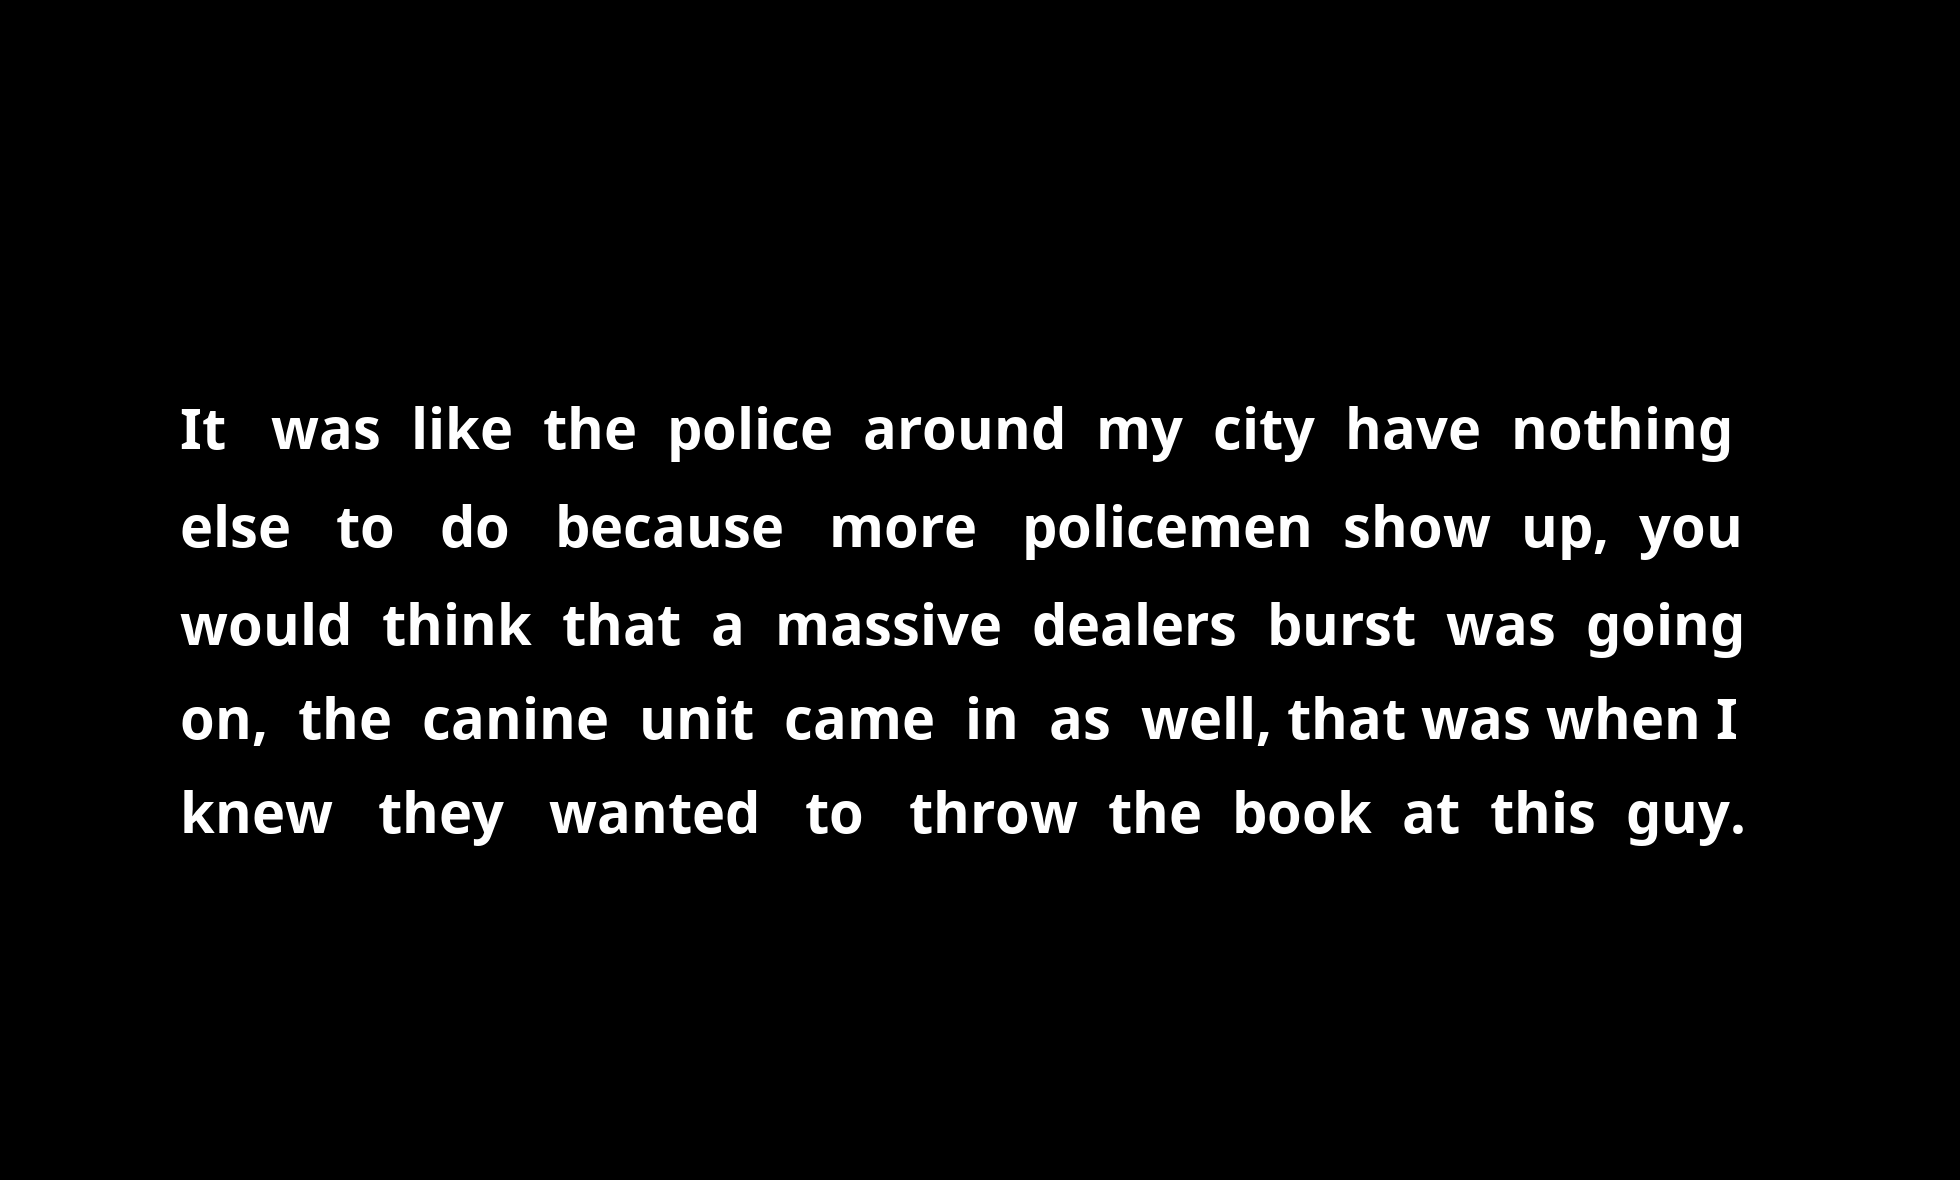 It was like the police around my city have nothing
else to do because more policemen show up, you
would think that a massive dealers burst was going
on, the canine unit came in as well, that was when I
knew they wanted to throw the book at this guy.